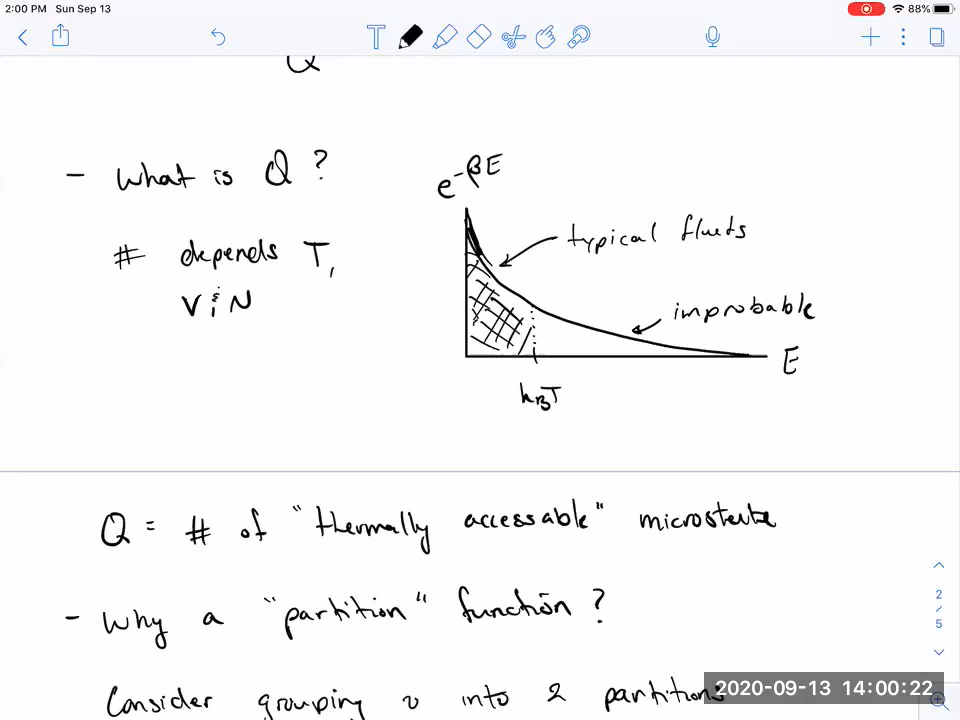 2:00 PM Sun Sep 13
88%
Q
- What is Q ?
# depends T,
V & N
e^-βE
typical flucts
improbable
E
k_BT
Q = # of "thermally accessable" microstate
- Why a "partition" function ?
Consider grouping υ into 2 partitions
2
/
5
2020-09-13 14:00:22